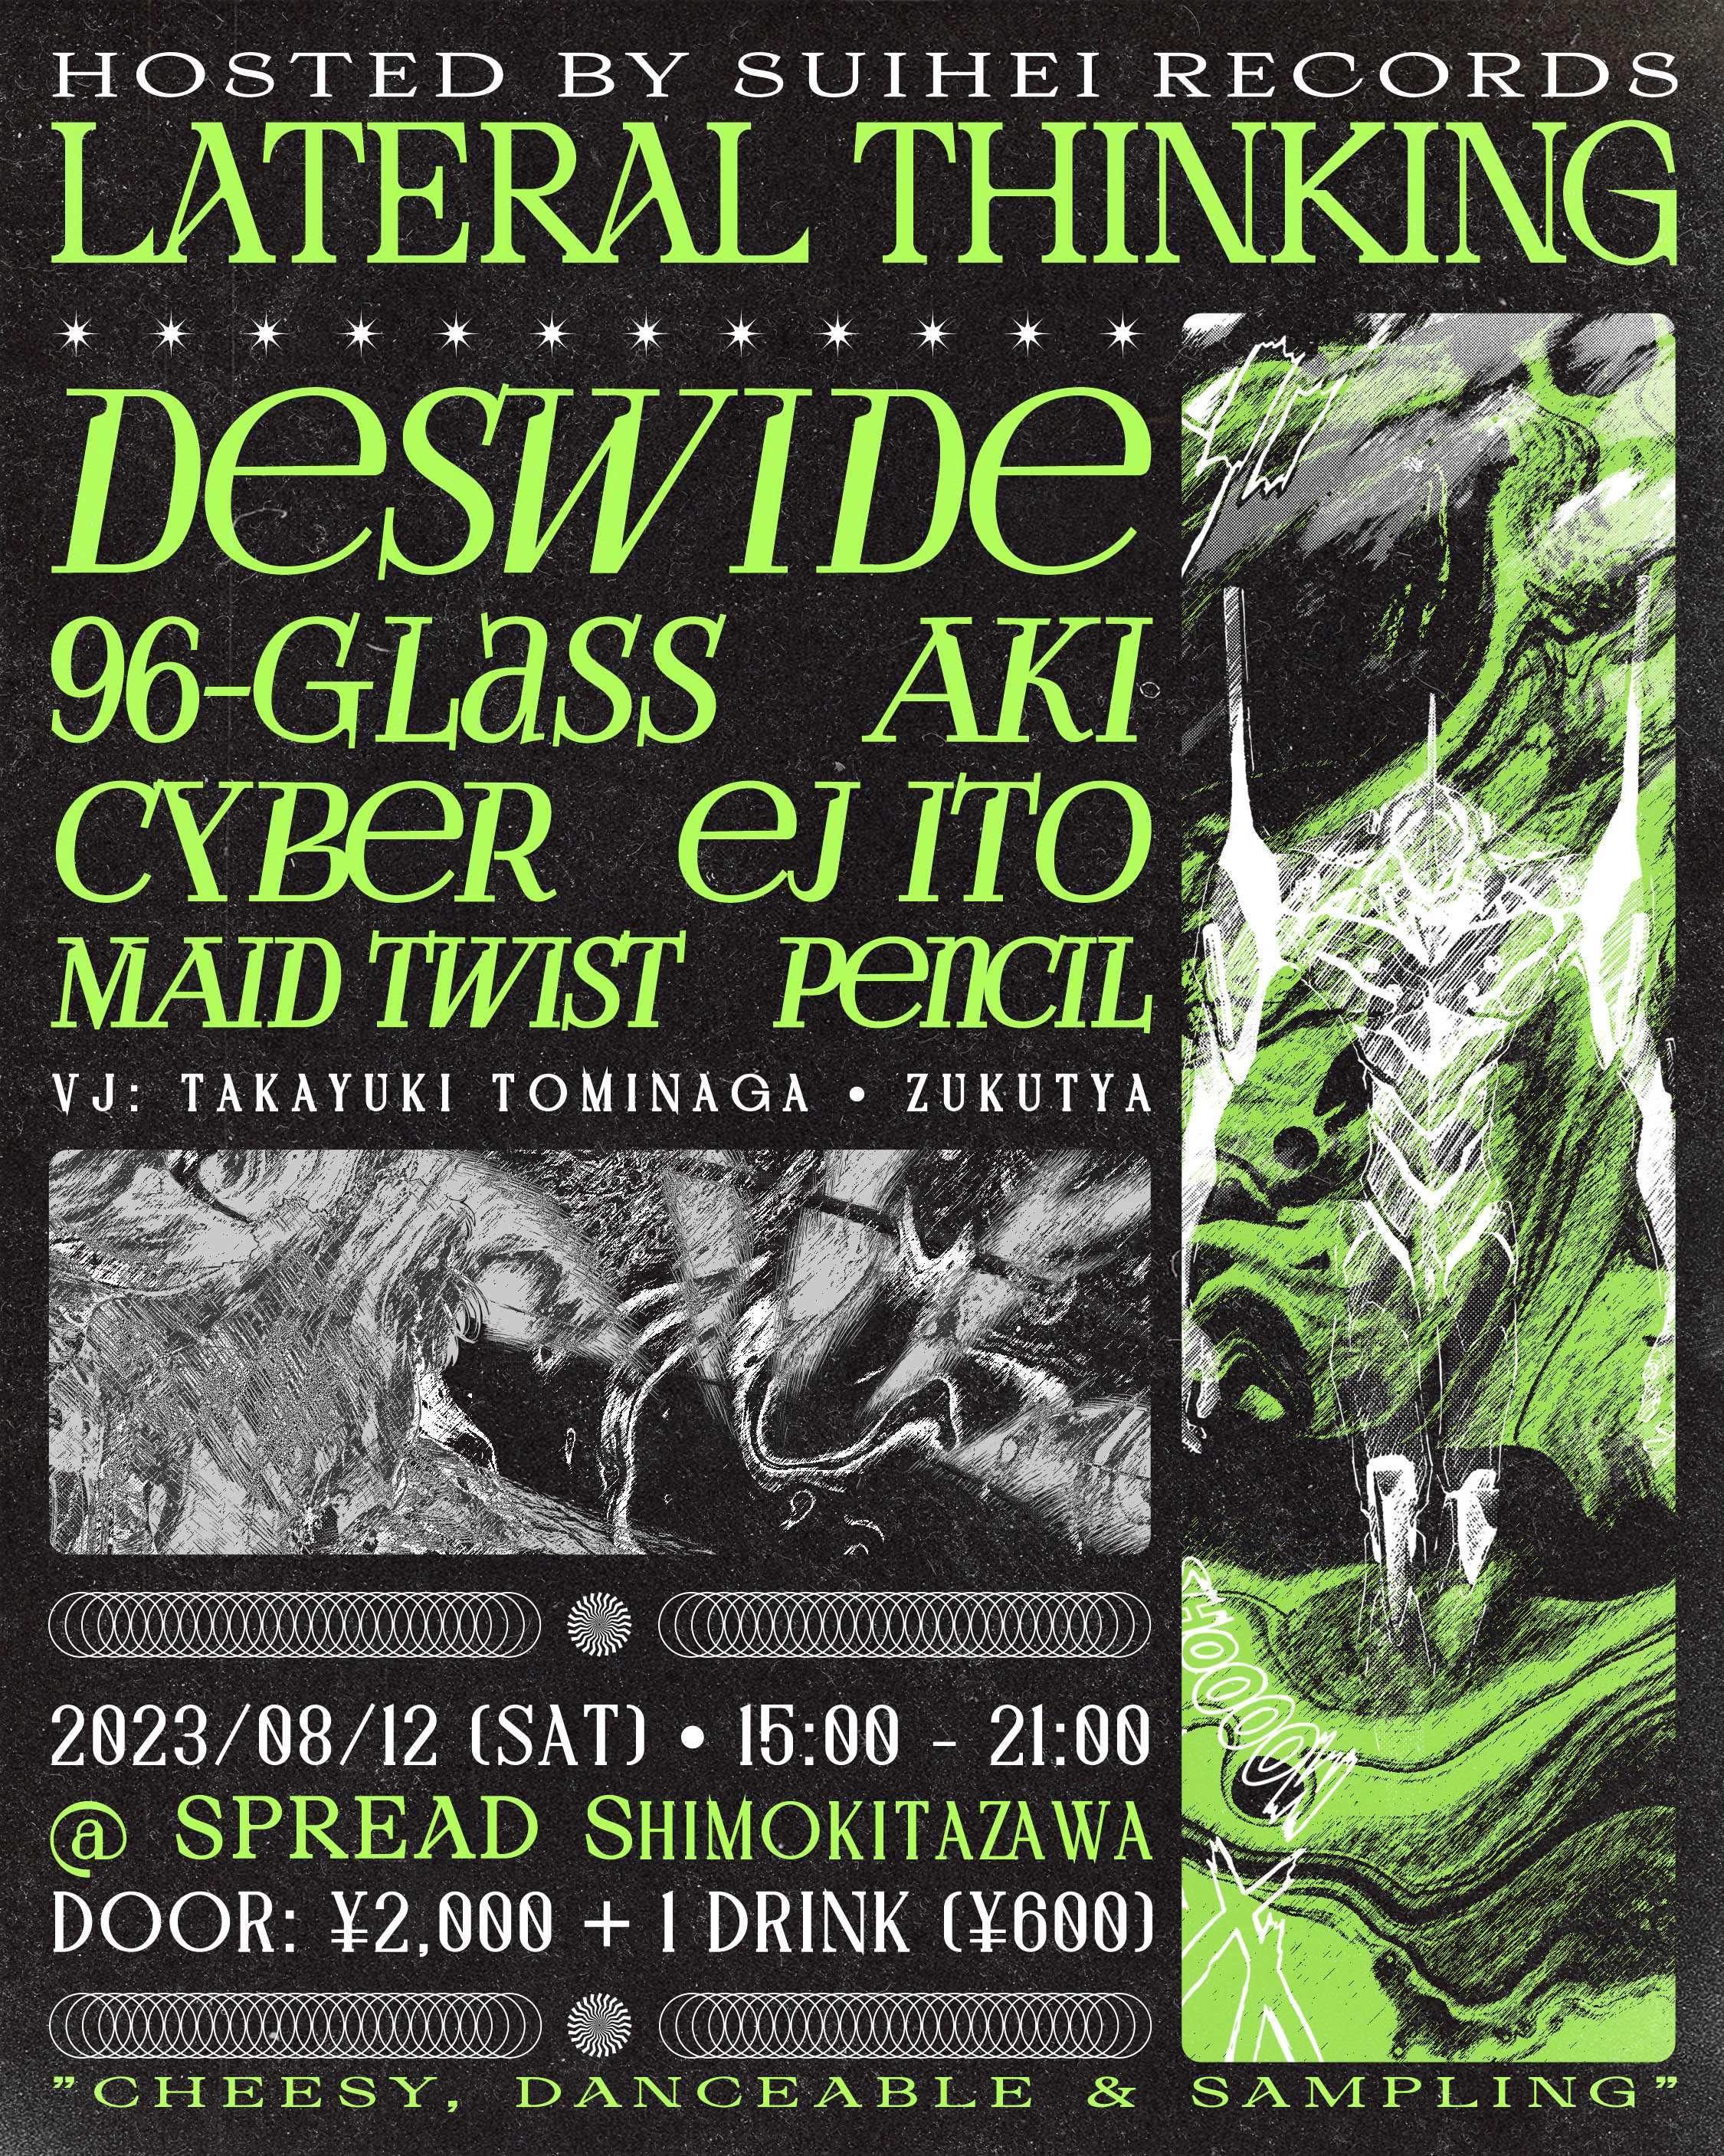 HOSTED BY SUIHEI RECORDS
LATERAL THINKING
DeSWIDe
96-GLaSS AKI
CYBeR eJ ITO
MAID TWIST PenCIL
VJ: TAKAYUKI TOMINAGA • ZUKUTYA
2023/08/12 (SAT) • 15:00 - 21:00
@ SPREAD SHIMOKITAZAWA
DOOR: ¥2,000 + 1 DRINK (¥600)
"CHEESY, DANCEABLE & SAMPLING"